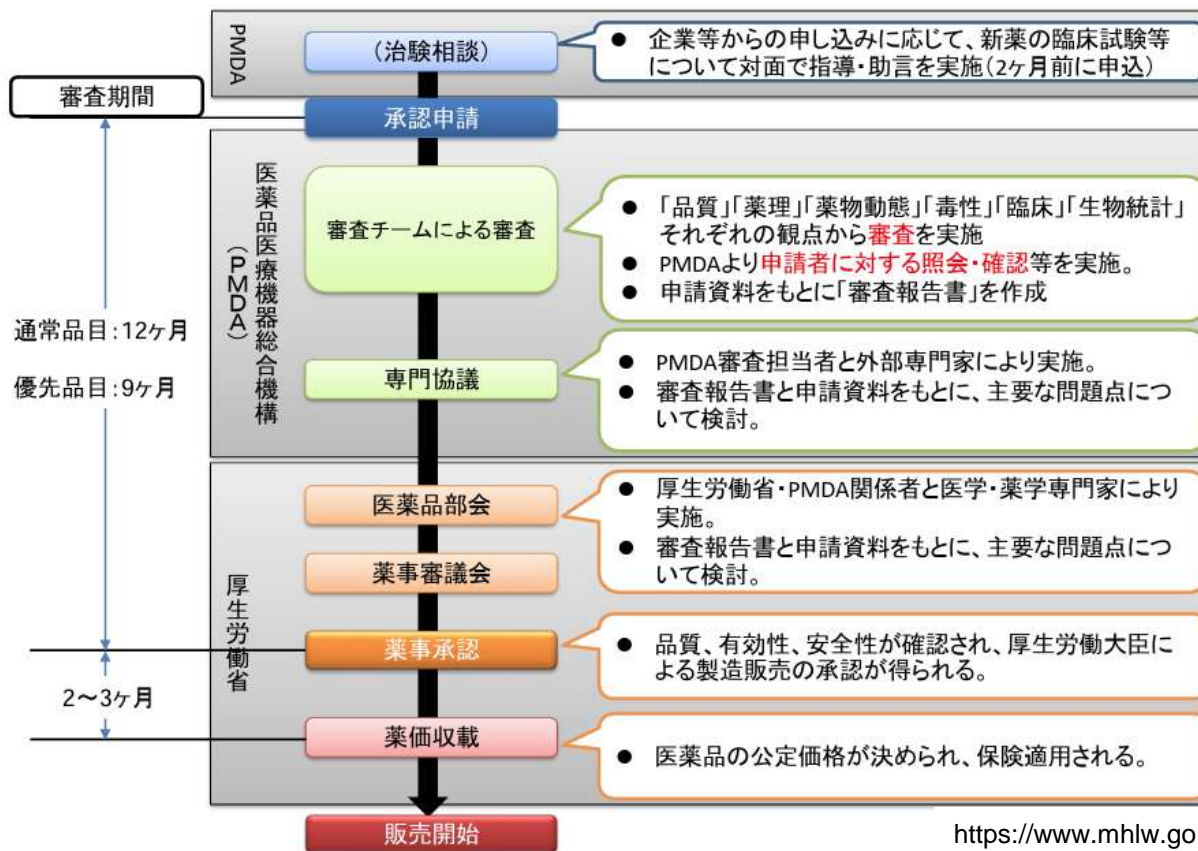 PMDA
（治験相談）
● 企業等からの申し込みに応じて、新薬の臨床試験等
について対面で指導・助言を実施（2ヶ月前に申込）
審査期間
承認申請
医薬品医療機器総合機構
（ＰＭＤＡ）
審査チームによる審査
● 「品質」「薬理」「薬物動態」「毒性」「臨床」「生物統計」
それぞれの観点から審査を実施
● PMDAより申請者に対する照会・確認等を実施。
● 申請資料をもとに「審査報告書」を作成
通常品目：12ヶ月
優先品目：9ヶ月
専門協議
● PMDA審査担当者と外部専門家により実施。
● 審査報告書と申請資料をもとに、主要な問題点につ
いて検討。
厚生労働省
医薬品部会
● 厚生労働省・PMDA関係者と医学・薬学専門家により
実施。
● 審査報告書と申請資料をもとに、主要な問題点につ
いて検討。
薬事審議会
薬事承認
● 品質、有効性、安全性が確認され、厚生労働大臣に
よる製造販売の承認が得られる。
2～3ヶ月
薬価収載
● 医薬品の公定価格が決められ、保険適用される。
販売開始
https://www.mhlw.go